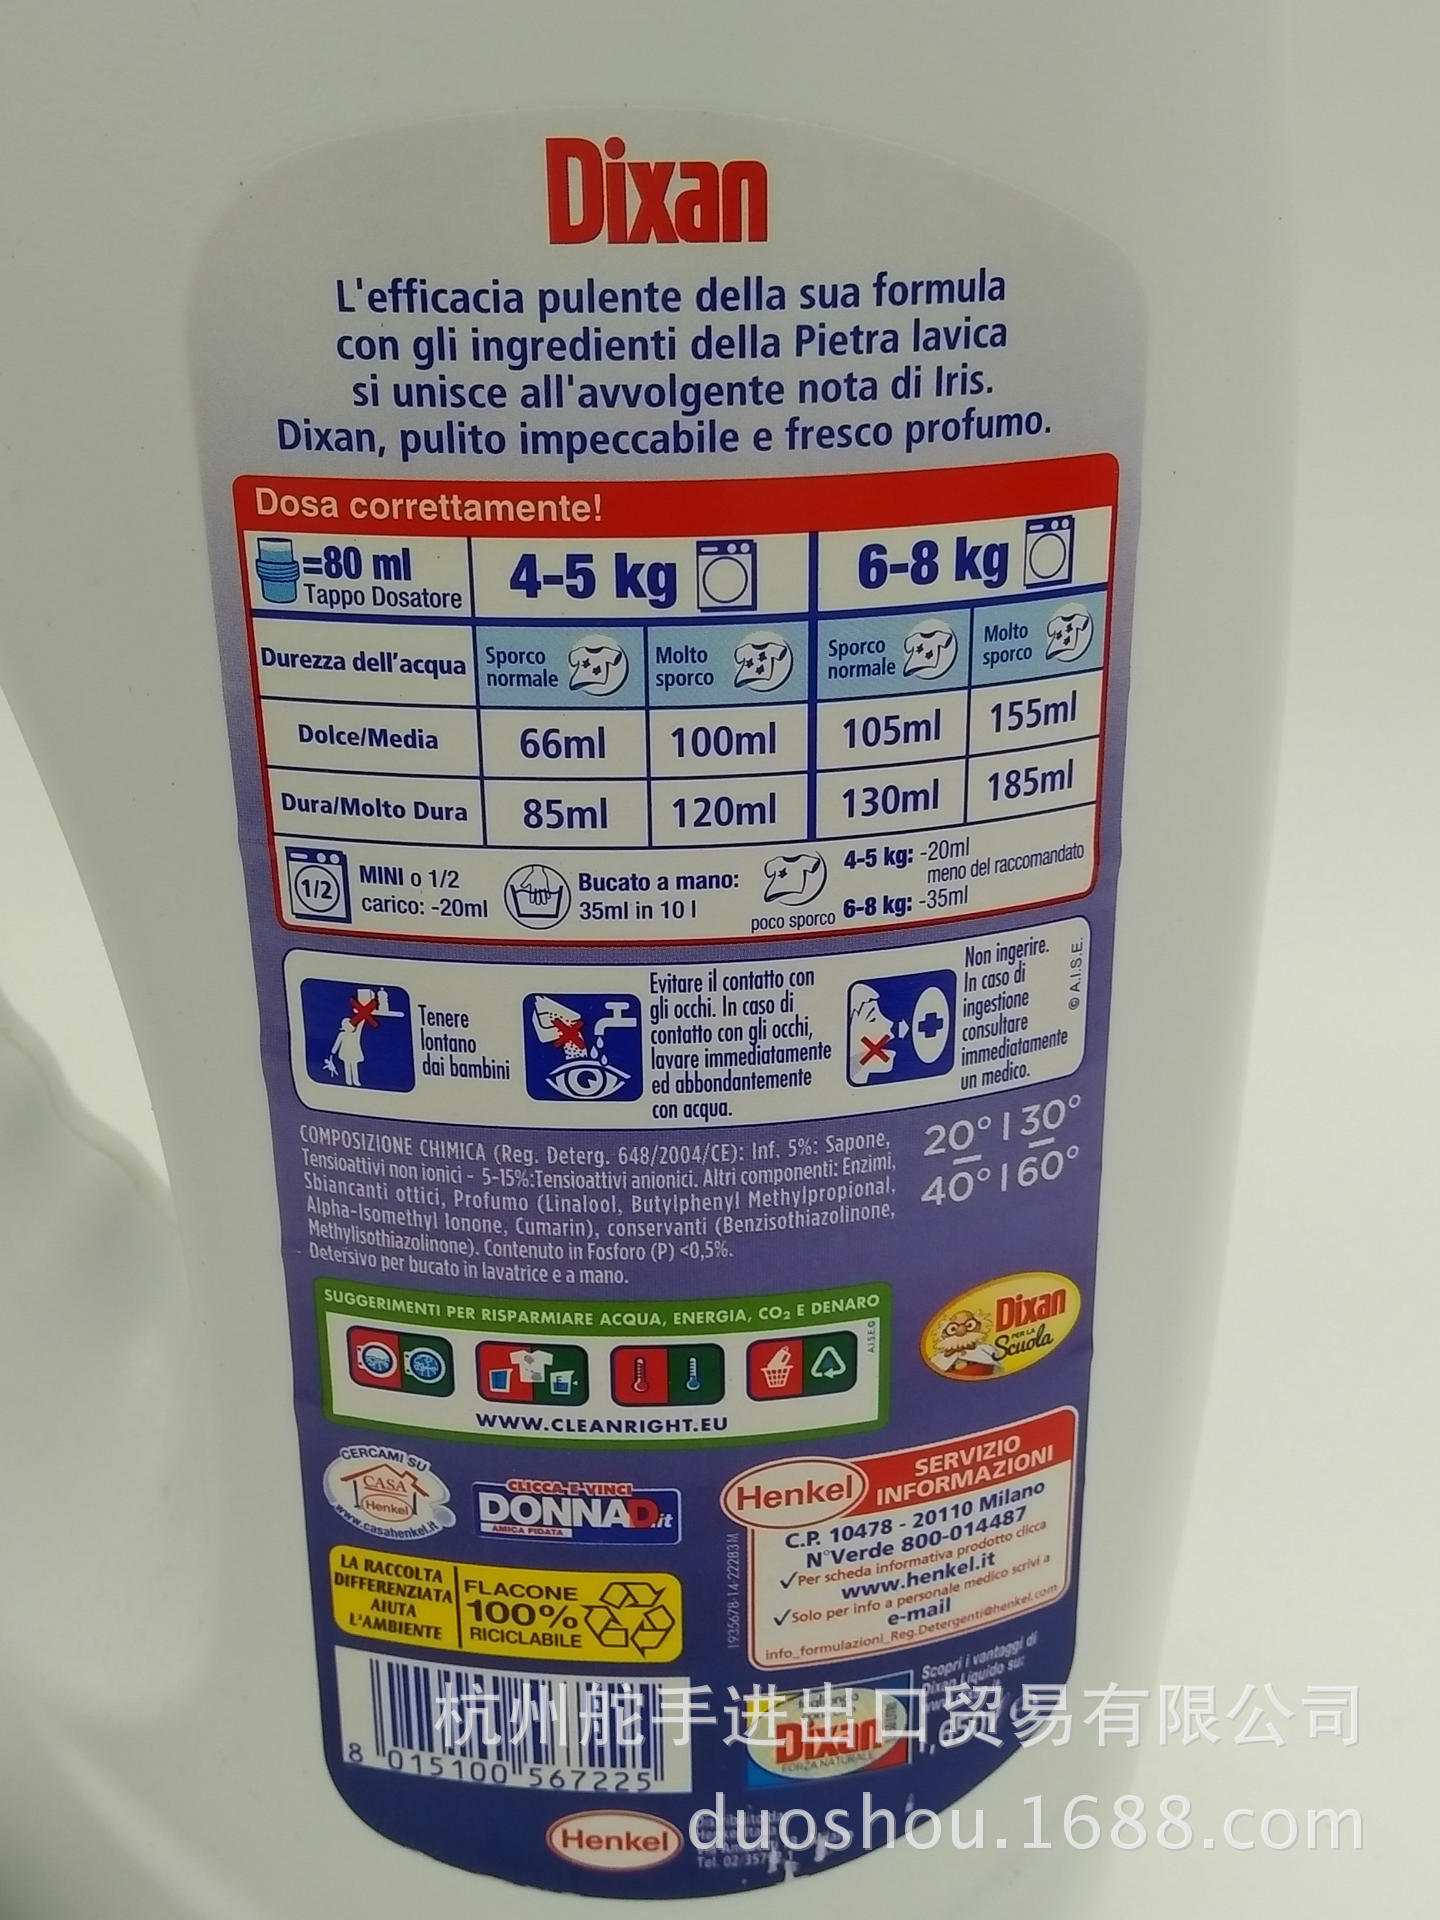 Dixan
L'efficacia pulente della sua formula
con gli ingredienti della Pietra lavica
si unisce all'avvolgente nota di Iris.
Dixan, pulito impeccabile e fresco profumo.
Dosa correttamente!
=80 ml
Tappo Dosatore
4-5 kg
6-8 kg
Durezza dell'acqua
Sporco
normale
Molto
sporco
Sporco
normale
Molto
sporco
Dolce/Media
66ml
100ml
105ml
155ml
Dura/Molto Dura
85ml
120ml
130ml
185ml
1/2
MINI o 1/2
carico: -20ml
Bucato a mano:
35ml in 10 l
poco sporco
4-5 kg: -20ml
meno del raccomandato
6-8 kg: -35ml
Tenere
lontano
dai bambini
Evitare il contatto con
gli occhi. In caso di
contatto con gli occhi,
lavare immediatamente
ed abbondantemente
con acqua.
Non ingerire.
In caso di
ingestione
consultare
immediatamente
un medico.
© A.I.S.E.
COMPOSIZIONE CHIMICA (Reg. Deterg. 648/2004/CE): Inf. 5%: Sapone,
Tensioattivi non ionici - 5-15%:Tensioattivi anionici. Altri componenti: Enzimi,
Sbiancanti ottici, Profumo (Linalool, Butylphenyl Methylpropional,
Alpha-Isomethyl Ionone, Cumarin), conservanti (Benzisothiazolinone,
Methylisothiazolinone). Contenuto in Fosforo (P) <0,5%.
Detersivo per bucato in lavatrice e a mano.
20° | 30°
40° | 60°
SUGGERIMENTI PER RISPARMIARE ACQUA, ENERGIA, CO2 E DENARO
A.I.S.E.©
WWW.CLEANRIGHT.EU
Dixan
PER LA
Scuola
CERCAMI SU
CASA
Henkel
www.casahenkel.it
CLICCA E VINCI
DONNAD.it
AMICA FIDATA
Henkel
SERVIZIO
INFORMAZIONI
C.P. 10478 - 20110 Milano
N°Verde 800-014487
✓Per scheda informativa prodotto clicca
www.henkel.it
✓Solo per info a personale medico scrivi a
e-mail
info_formulazioni_Reg.Detergenti@henkel.com
1935678-14-22283M
LA RACCOLTA
DIFFERENZIATA
AIUTA
L'AMBIENTE
FLACONE
100%
RICICLABILE
8 015100 567225
Scopri i vantaggi di
Dixan Liquido su:
Dixan
FORZA NATURALE
杭州舵手进出口贸易有限公司
duoshou.1688.com
Henkel